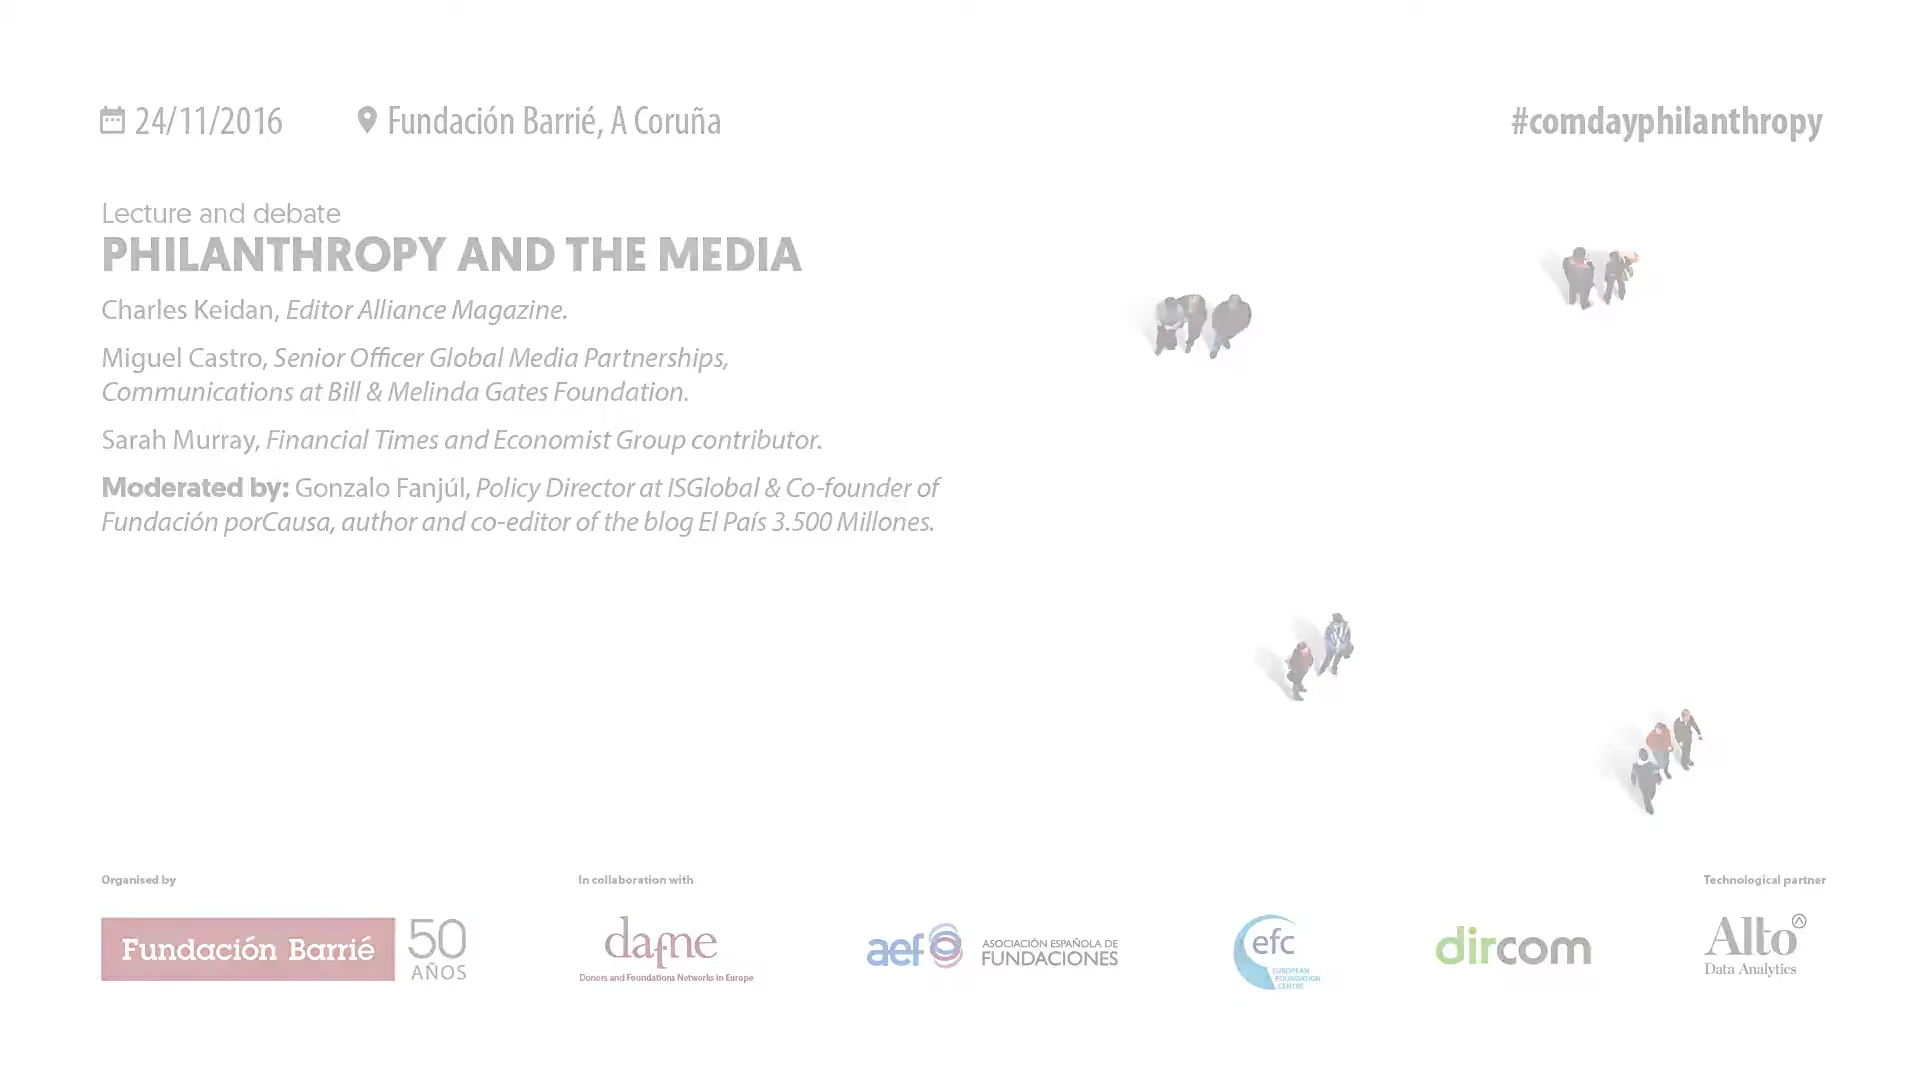 24/11/2016
Fundación Barrié, A Coruña
#comdayphilanthropy
Lecture and debate
PHILANTHROPY AND THE MEDIA
Charles Keidan, Editor Alliance Magazine.
Miguel Castro, Senior Officer Global Media Partnerships,
Communications at Bill & Melinda Gates Foundation.
Sarah Murray, Financial Times and Economist Group contributor.
Moderated by: Gonzalo Fanjúl, Policy Director at ISGlobal & Co-founder of
Fundación porCausa, author and co-editor of the blog El País 3.500 Millones.
Organised by
Fundación Barrié
50
AÑOS
In collaboration with
dafne
Donors and Foundations Networks in Europe
aef
ASOCIACIÓN ESPAÑOLA DE
FUNDACIONES
efc
EUROPEAN
FOUNDATION
CENTRE
dircom
Technological partner
Alto
Data Analytics